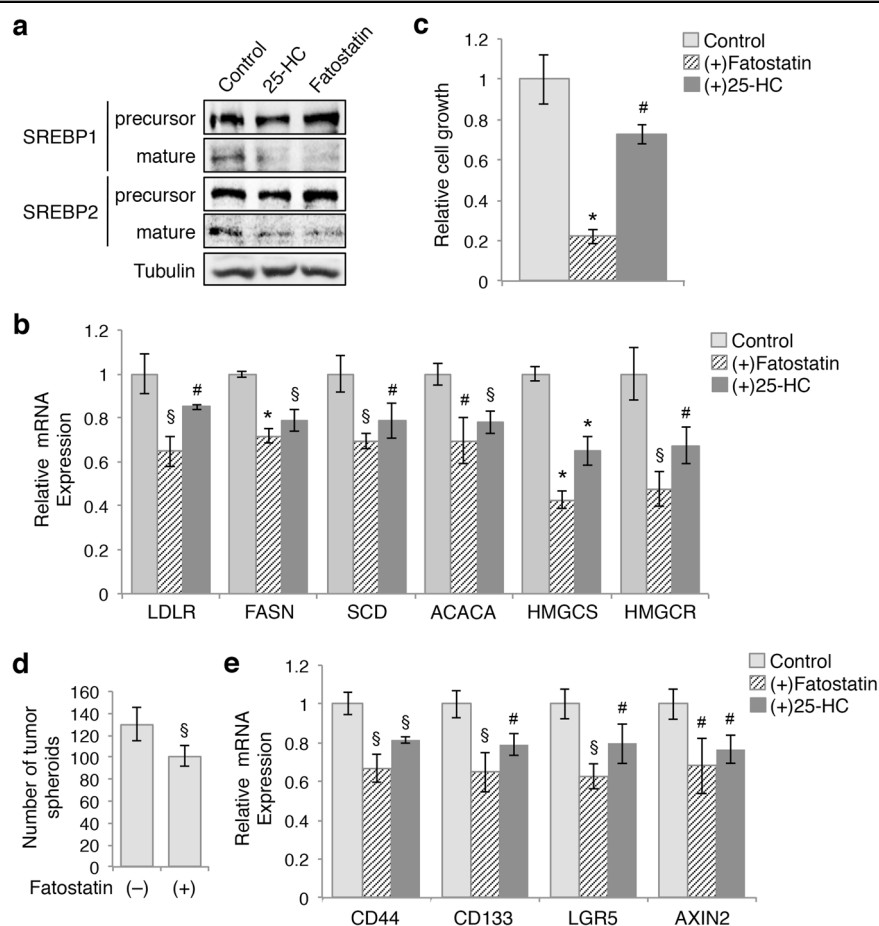 a
Control
25-HC
Fatostatin
SREBP1
precursor
mature
SREBP2
precursor
mature
Tubulin
c
Relative cell growth
1.2
1
0.8
0.6
0.4
0.2
0
*
#
Control
(+)Fatostatin
(+)25-HC
b
Relative mRNA
Expression
1.2
1
0.8
0.6
0.4
0.2
0
§ #
* §
§ #
# §
* *
§ #
LDLR FASN SCD ACACA HMGCS HMGCR
Control
(+)Fatostatin
(+)25-HC
d
Number of tumor
spheroids
160
140
120
100
80
60
40
20
0
§
Fatostatin (–) (+)
e
Relative mRNA
Expression
1.2
1
0.8
0.6
0.4
0.2
0
§ §
§ #
§ #
# #
CD44 CD133 LGR5 AXIN2
Control
(+)Fatostatin
(+)25-HC